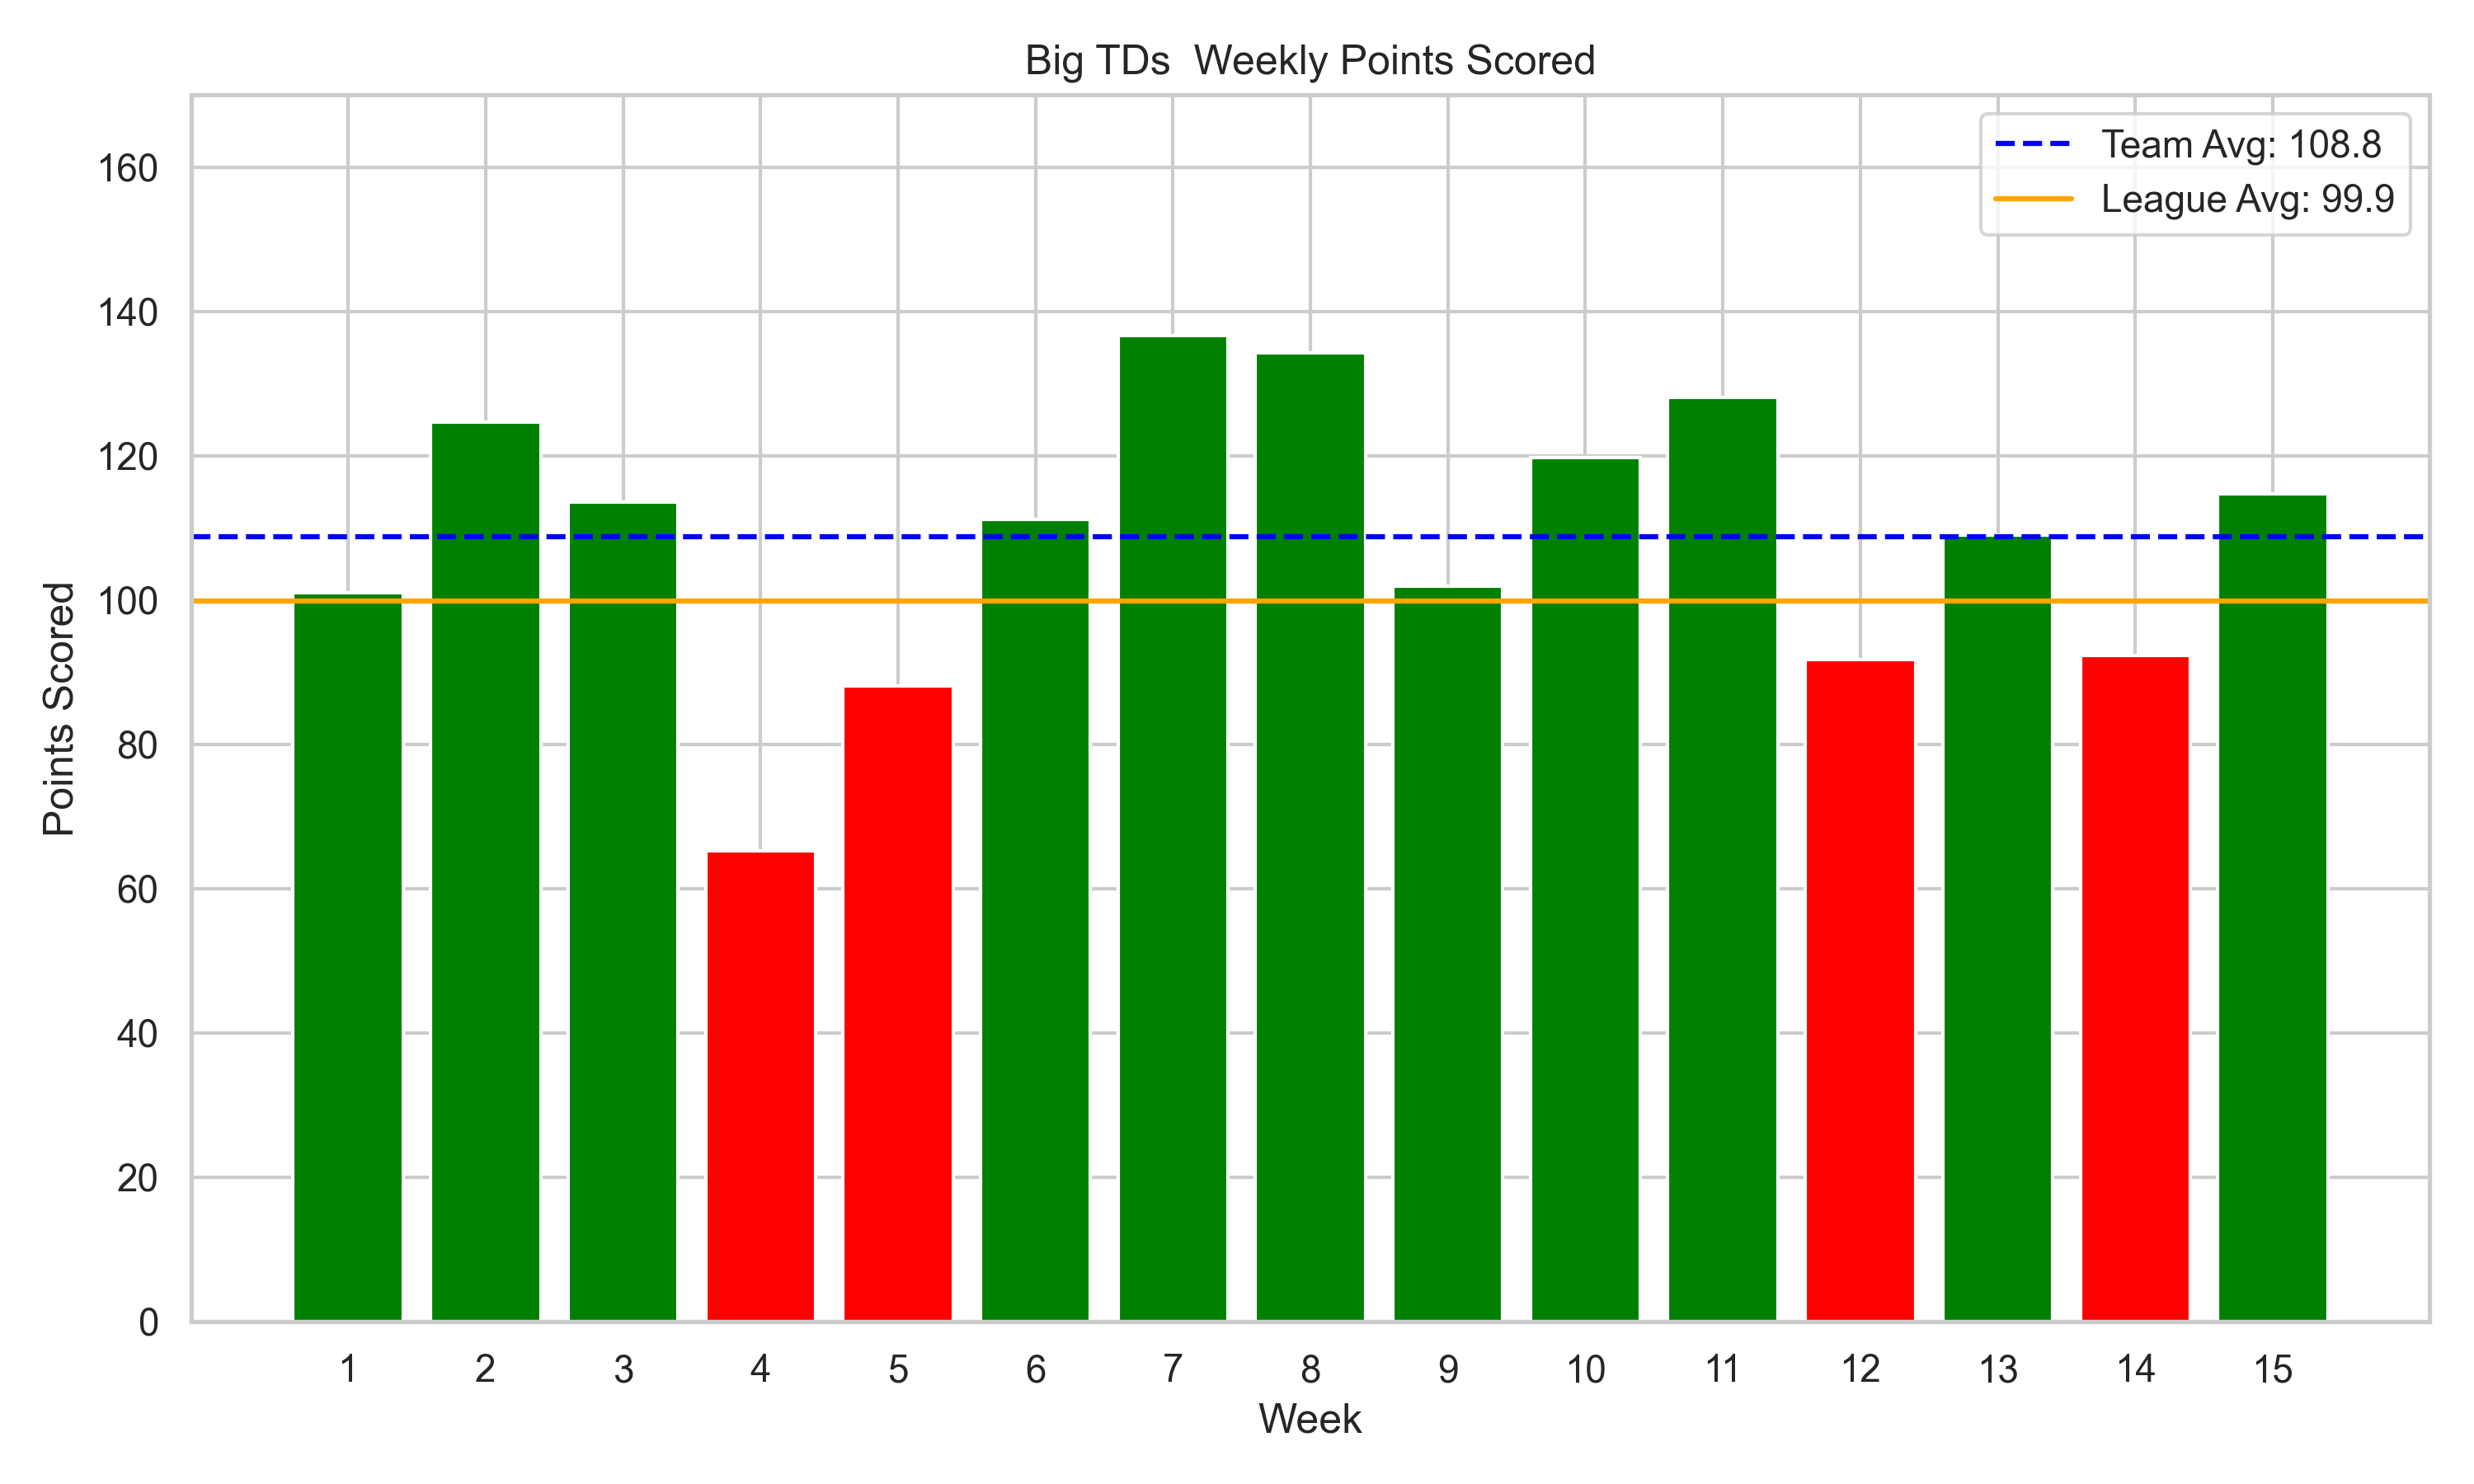 Big TDs  Weekly Points Scored
Team Avg: 108.8
League Avg: 99.9
Points Scored
160
140
120
100
80
60
40
20
0
1 2 3 4 5 6 7 8 9 10 11 12 13 14 15
Week